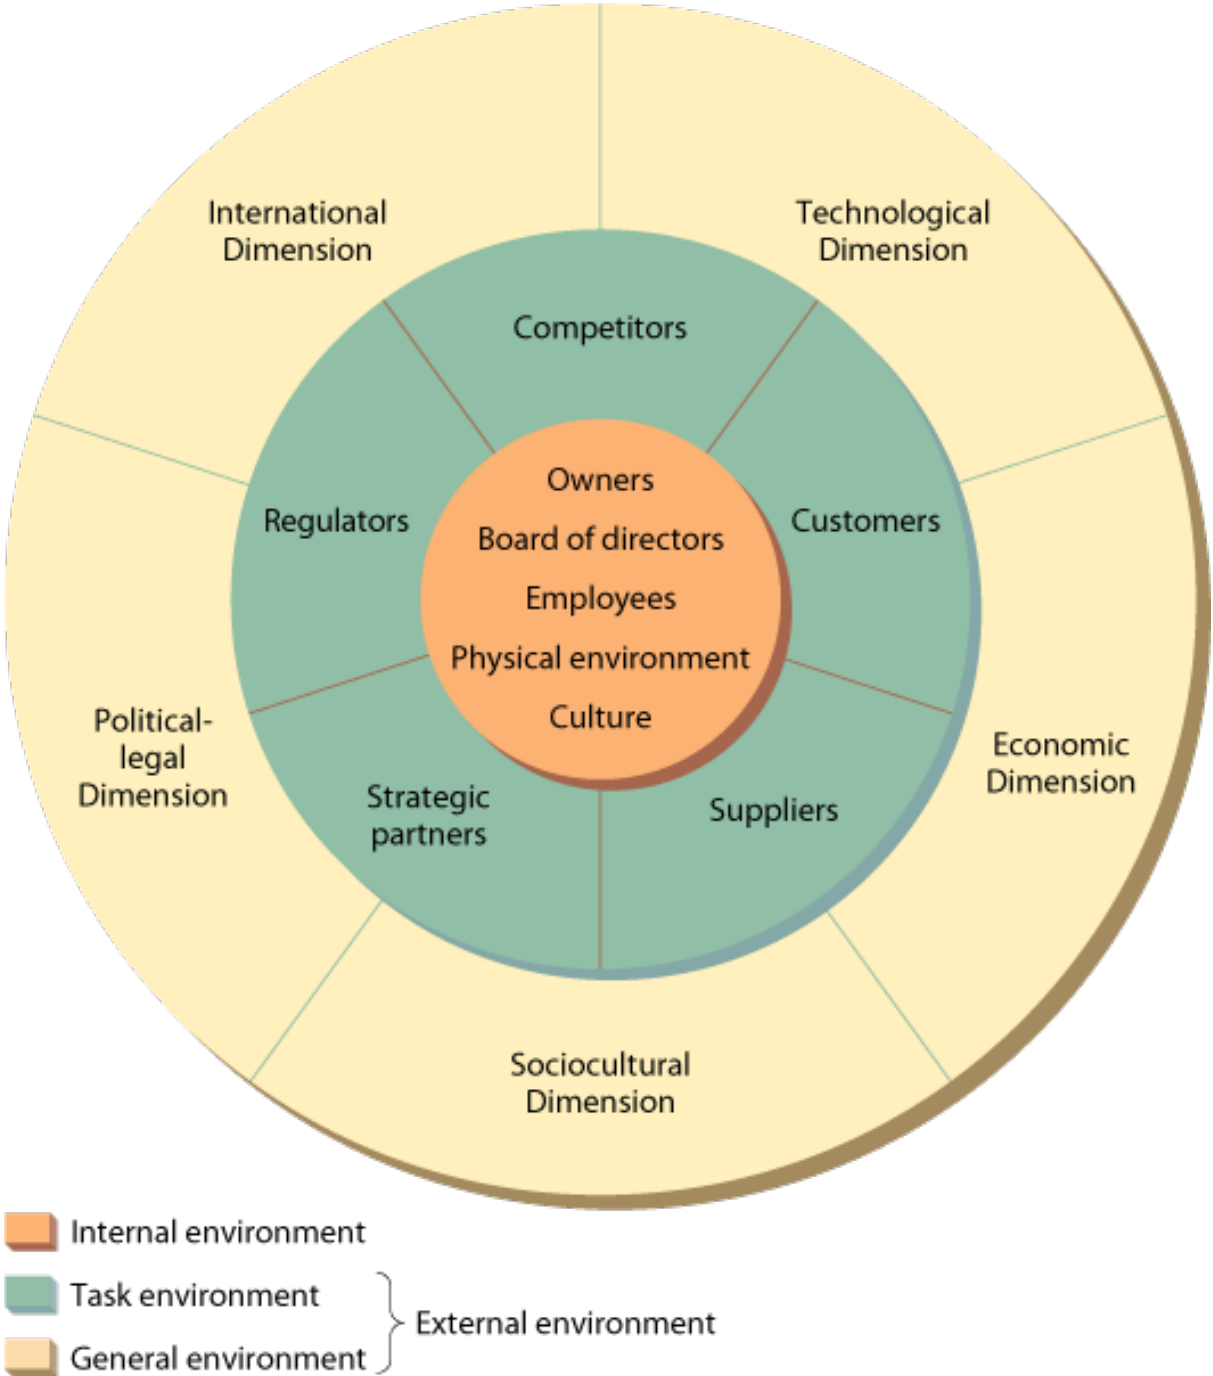 International
Dimension
Technological
Dimension
Competitors
Regulators
Customers
Owners
Board of directors
Employees
Physical environment
Culture
Political-
legal
Dimension
Economic
Dimension
Strategic
partners
Suppliers
Sociocultural
Dimension
Internal environment
Task environment
External environment
General environment